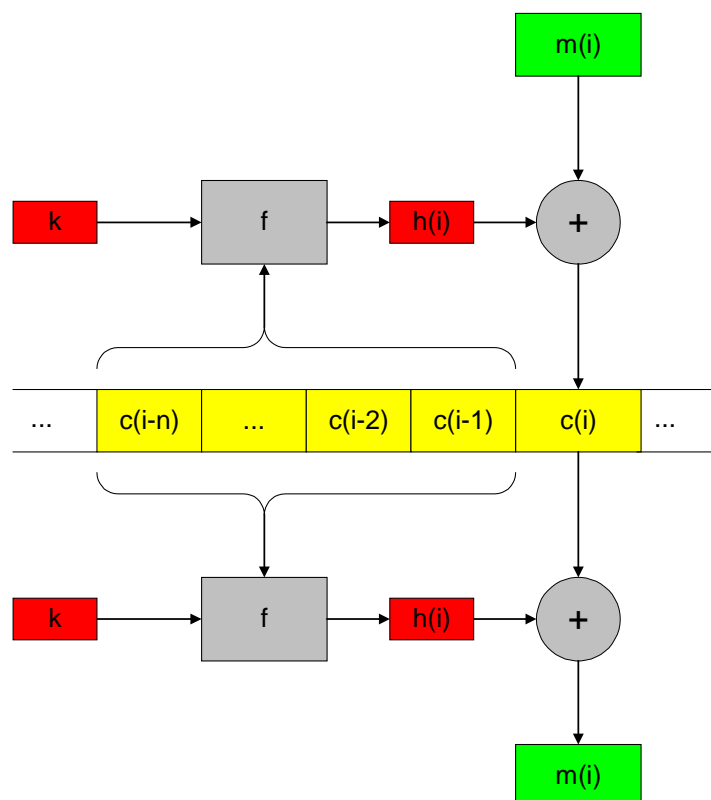 m(i)
k f h(i) +
... c(i-n) ... c(i-2) c(i-1) c(i) ...
k f h(i) +
m(i)